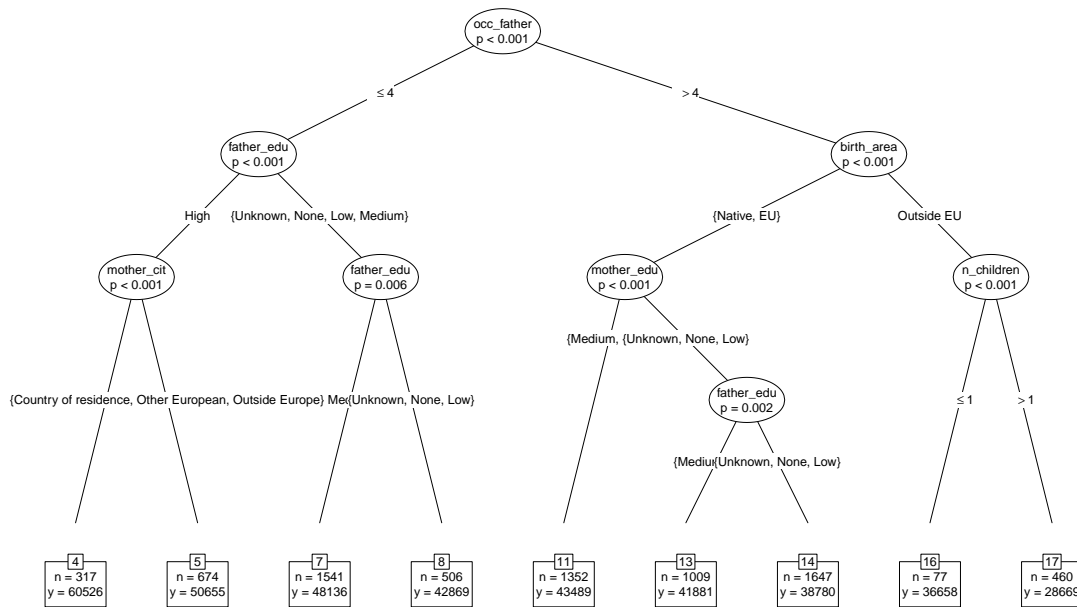 occ_father
p < 0.001
≤ 4
> 4
father_edu
p < 0.001
birth_area
p < 0.001
High
{Unknown, None, Low, Medium}
{Native, EU}
Outside EU
mother_cit
p < 0.001
father_edu
p = 0.006
mother_edu
p < 0.001
n_children
p < 0.001
{Medium, {Unknown, None, Low}
{Country of residence, Other European, Outside Europe}
{Unknown, None, Low}
father_edu
p = 0.002
≤ 1
> 1
{Unknown, None, Low}
4
n = 317
y = 60526
5
n = 674
y = 50655
7
n = 1541
y = 48136
8
n = 506
y = 42869
11
n = 1352
y = 43489
13
n = 1009
y = 41881
14
n = 1647
y = 38780
16
n = 77
y = 36658
17
n = 460
y = 28669